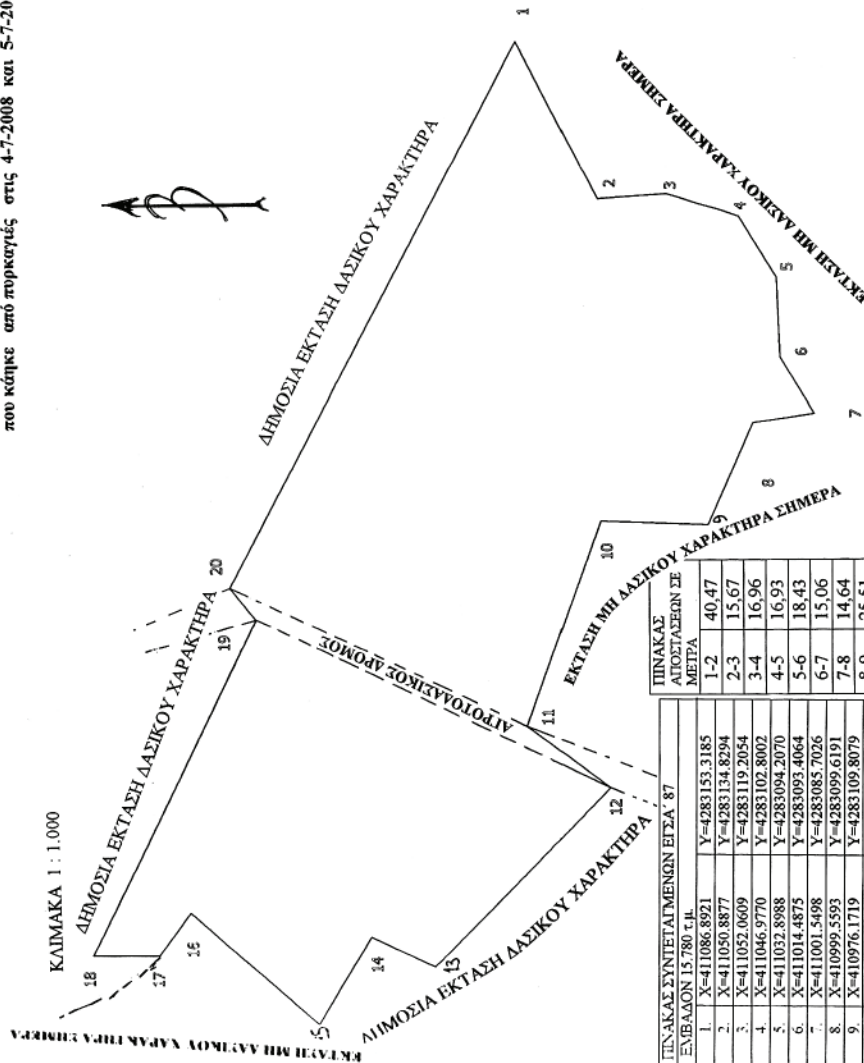 που κάηκε από πυρκαγιές στις 4-7-2008 και 5-7-20
ΚΛΙΜΑΚΑ 1 : 1.000
ΔΗΜΟΣΙΑ ΕΚΤΑΣΗ ΔΑΣΙΚΟΥ ΧΑΡΑΚΤΗΡΑ
ΔΗΜΟΣΙΑ ΕΚΤΑΣΗ ΔΑΣΙΚΟΥ ΧΑΡΑΚΤΗΡΑ
ΔΗΜΟΣΙΑ ΕΚΤΑΣΗ ΔΑΣΙΚΟΥ ΧΑΡΑΚΤΗΡΑ
ΕΚΤΑΣΗ ΜΗ ΔΑΣΙΚΟΥ ΧΑΡΑΚΤΗΡΑ ΣΗΜΕΡΑ
ΕΚΤΑΣΗ ΜΗ ΔΑΣΙΚΟΥ ΧΑΡΑΚΤΗΡΑ ΣΗΜΕΡΑ
ΕΚΤΑΣΗ ΜΗ ΔΑΣΙΚΟΥ ΧΑΡΑΚΤΗΡΑ ΣΗΜΕΡΑ
ΑΓΡΟΤΟΔΑΣΙΚΟΣ ΔΡΟΜΟΣ
1
2
3
4
5
6
7
8
9
10
11
12
13
14
15
16
17
18
19
20
ΠΙΝΑΚΑΣ ΣΥΝΤΕΤΑΓΜΕΝΩΝ ΕΓΣΑ΄ 87
ΕΜΒΑΔΟΝ 15.780 τ.μ.
1. X=411086.8921 Y=4283153.3185
2. X=411050.8877 Y=4283134.8294
3. X=411052.0609 Y=4283119.2054
4. X=411046.9770 Y=4283102.8002
5. X=411032.8988 Y=4283094.2070
6. X=411014.4875 Y=4283093.4064
7. X=411001.5498 Y=4283085.7026
8. X=410999.5593 Y=4283099.6191
9. X=410976.1719 Y=4283109.8079
ΠΙΝΑΚΑΣ
ΑΠΟΣΤΑΣΕΩΝ ΣΕ
ΜΕΤΡΑ
1-2 40,47
2-3 15,67
3-4 16,96
4-5 16,93
5-6 18,43
6-7 15,06
7-8 14,64